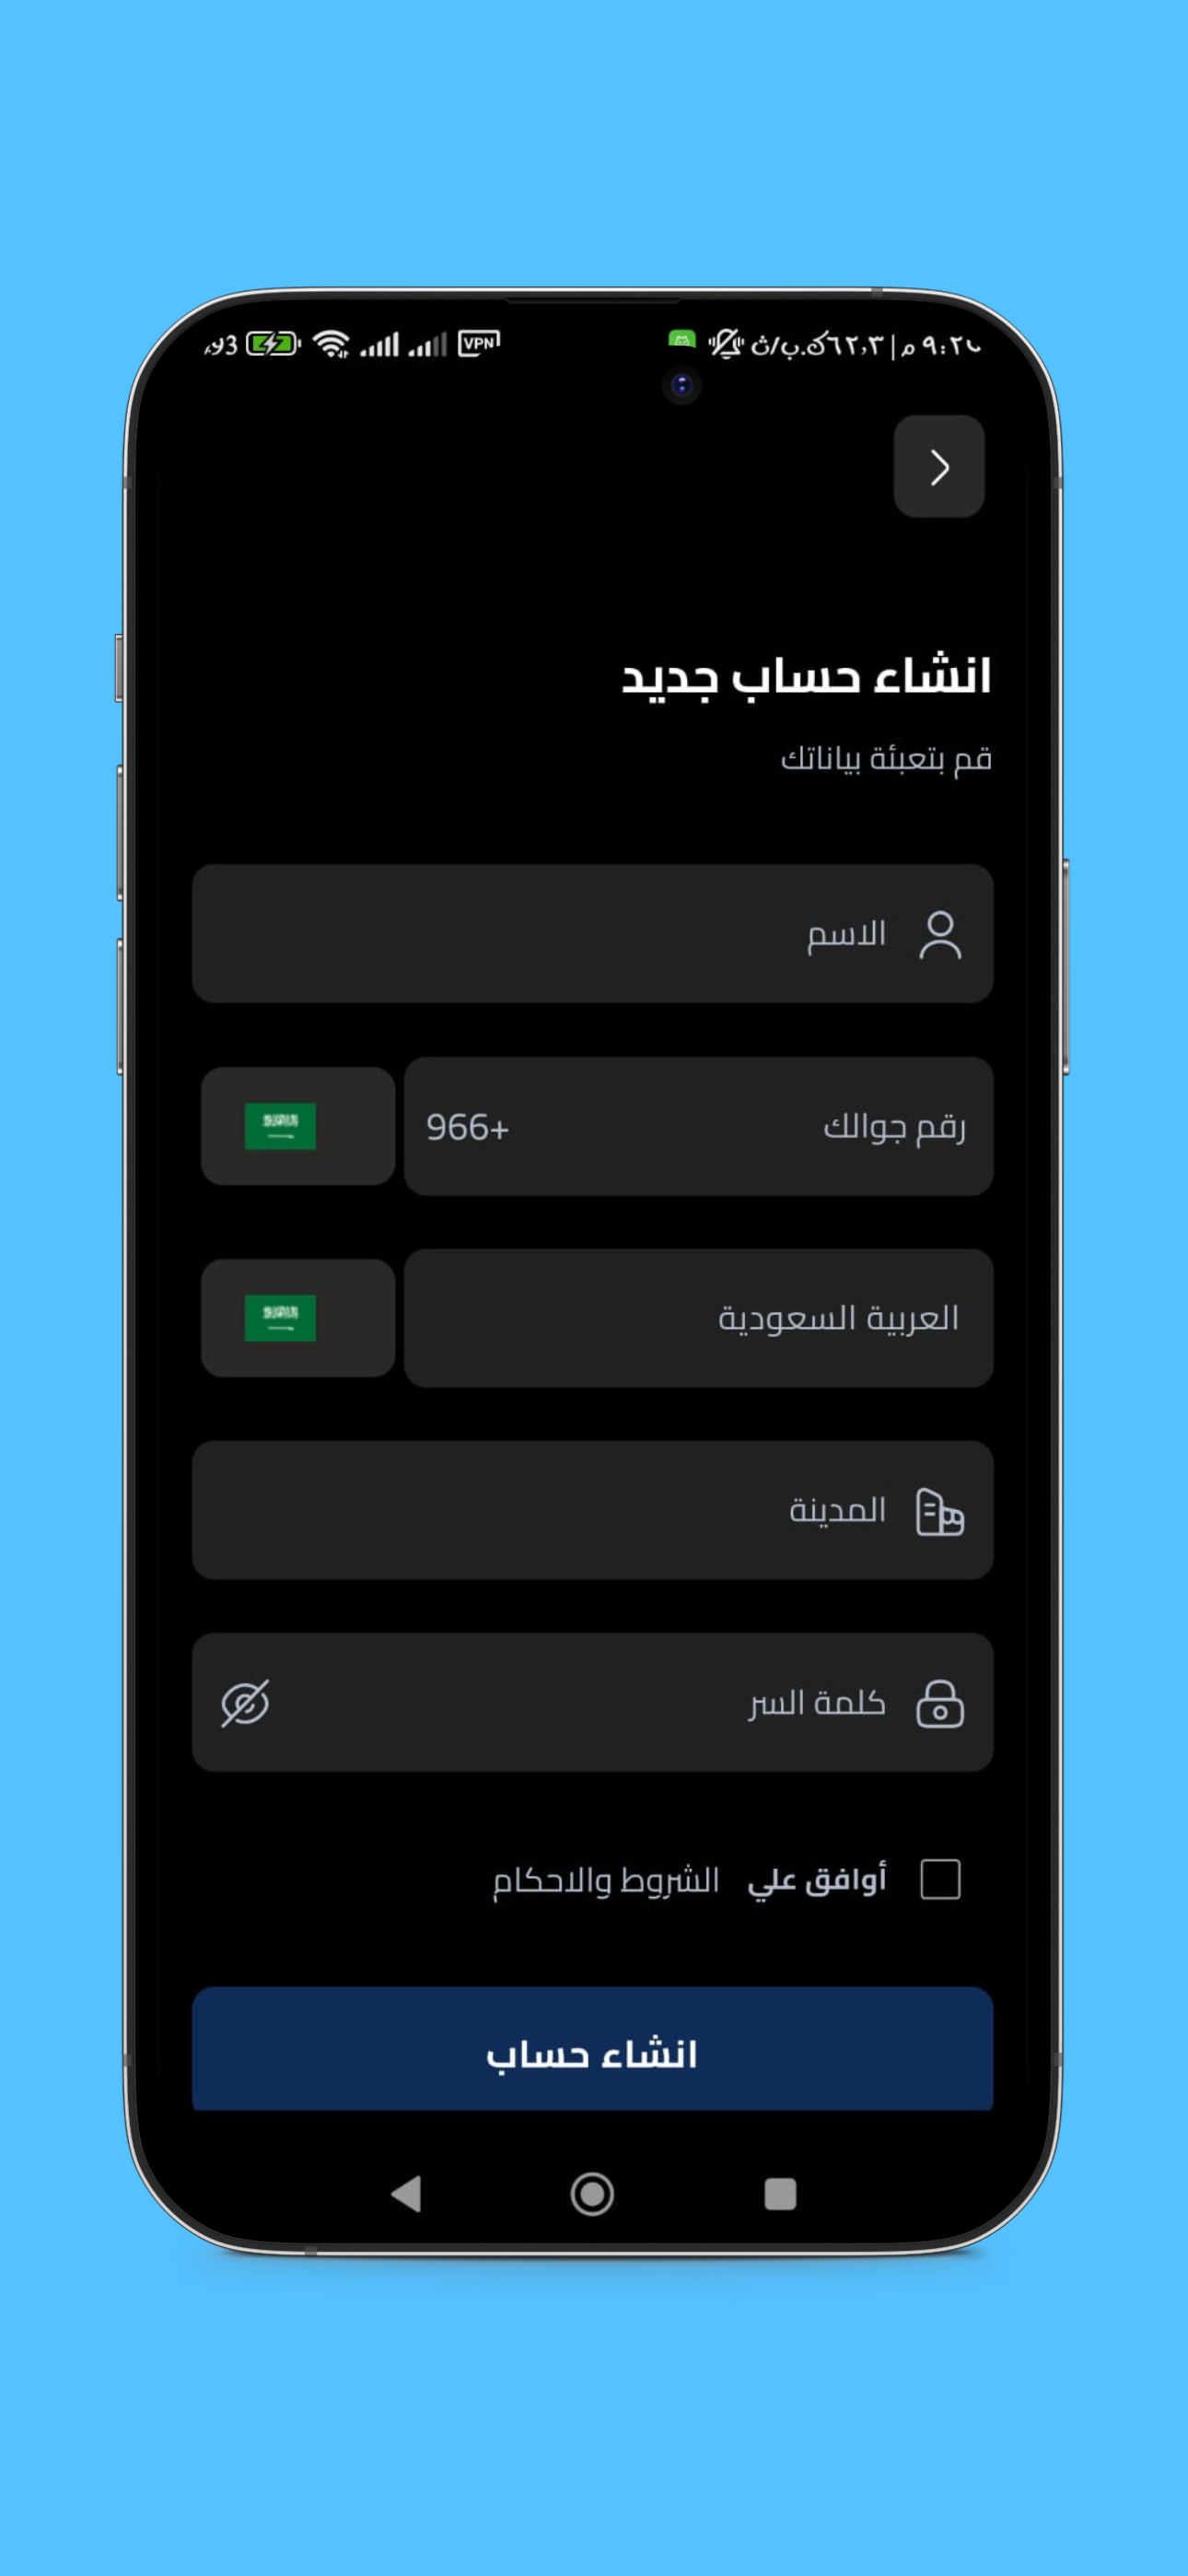 ٩:٢٠ م | ٦٢,٣ك.ب/ث VPN 93
انشاء حساب جديد
قم بتعبئة بياناتك
الاسم
رقم جوالك 966+
العربية السعودية
المدينة
كلمة السر
أوافق علي الشروط والاحكام
انشاء حساب